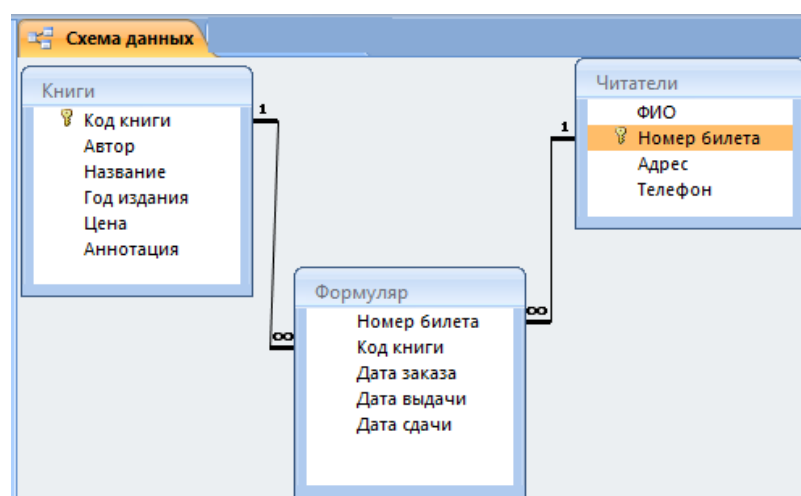 Схема данных
Книги
Код книги
Автор
Название
Год издания
Цена
Аннотация
1
∞
Формуляр
Номер билета
Код книги
Дата заказа
Дата выдачи
Дата сдачи
∞
1
Читатели
ФИО
Номер билета
Адрес
Телефон